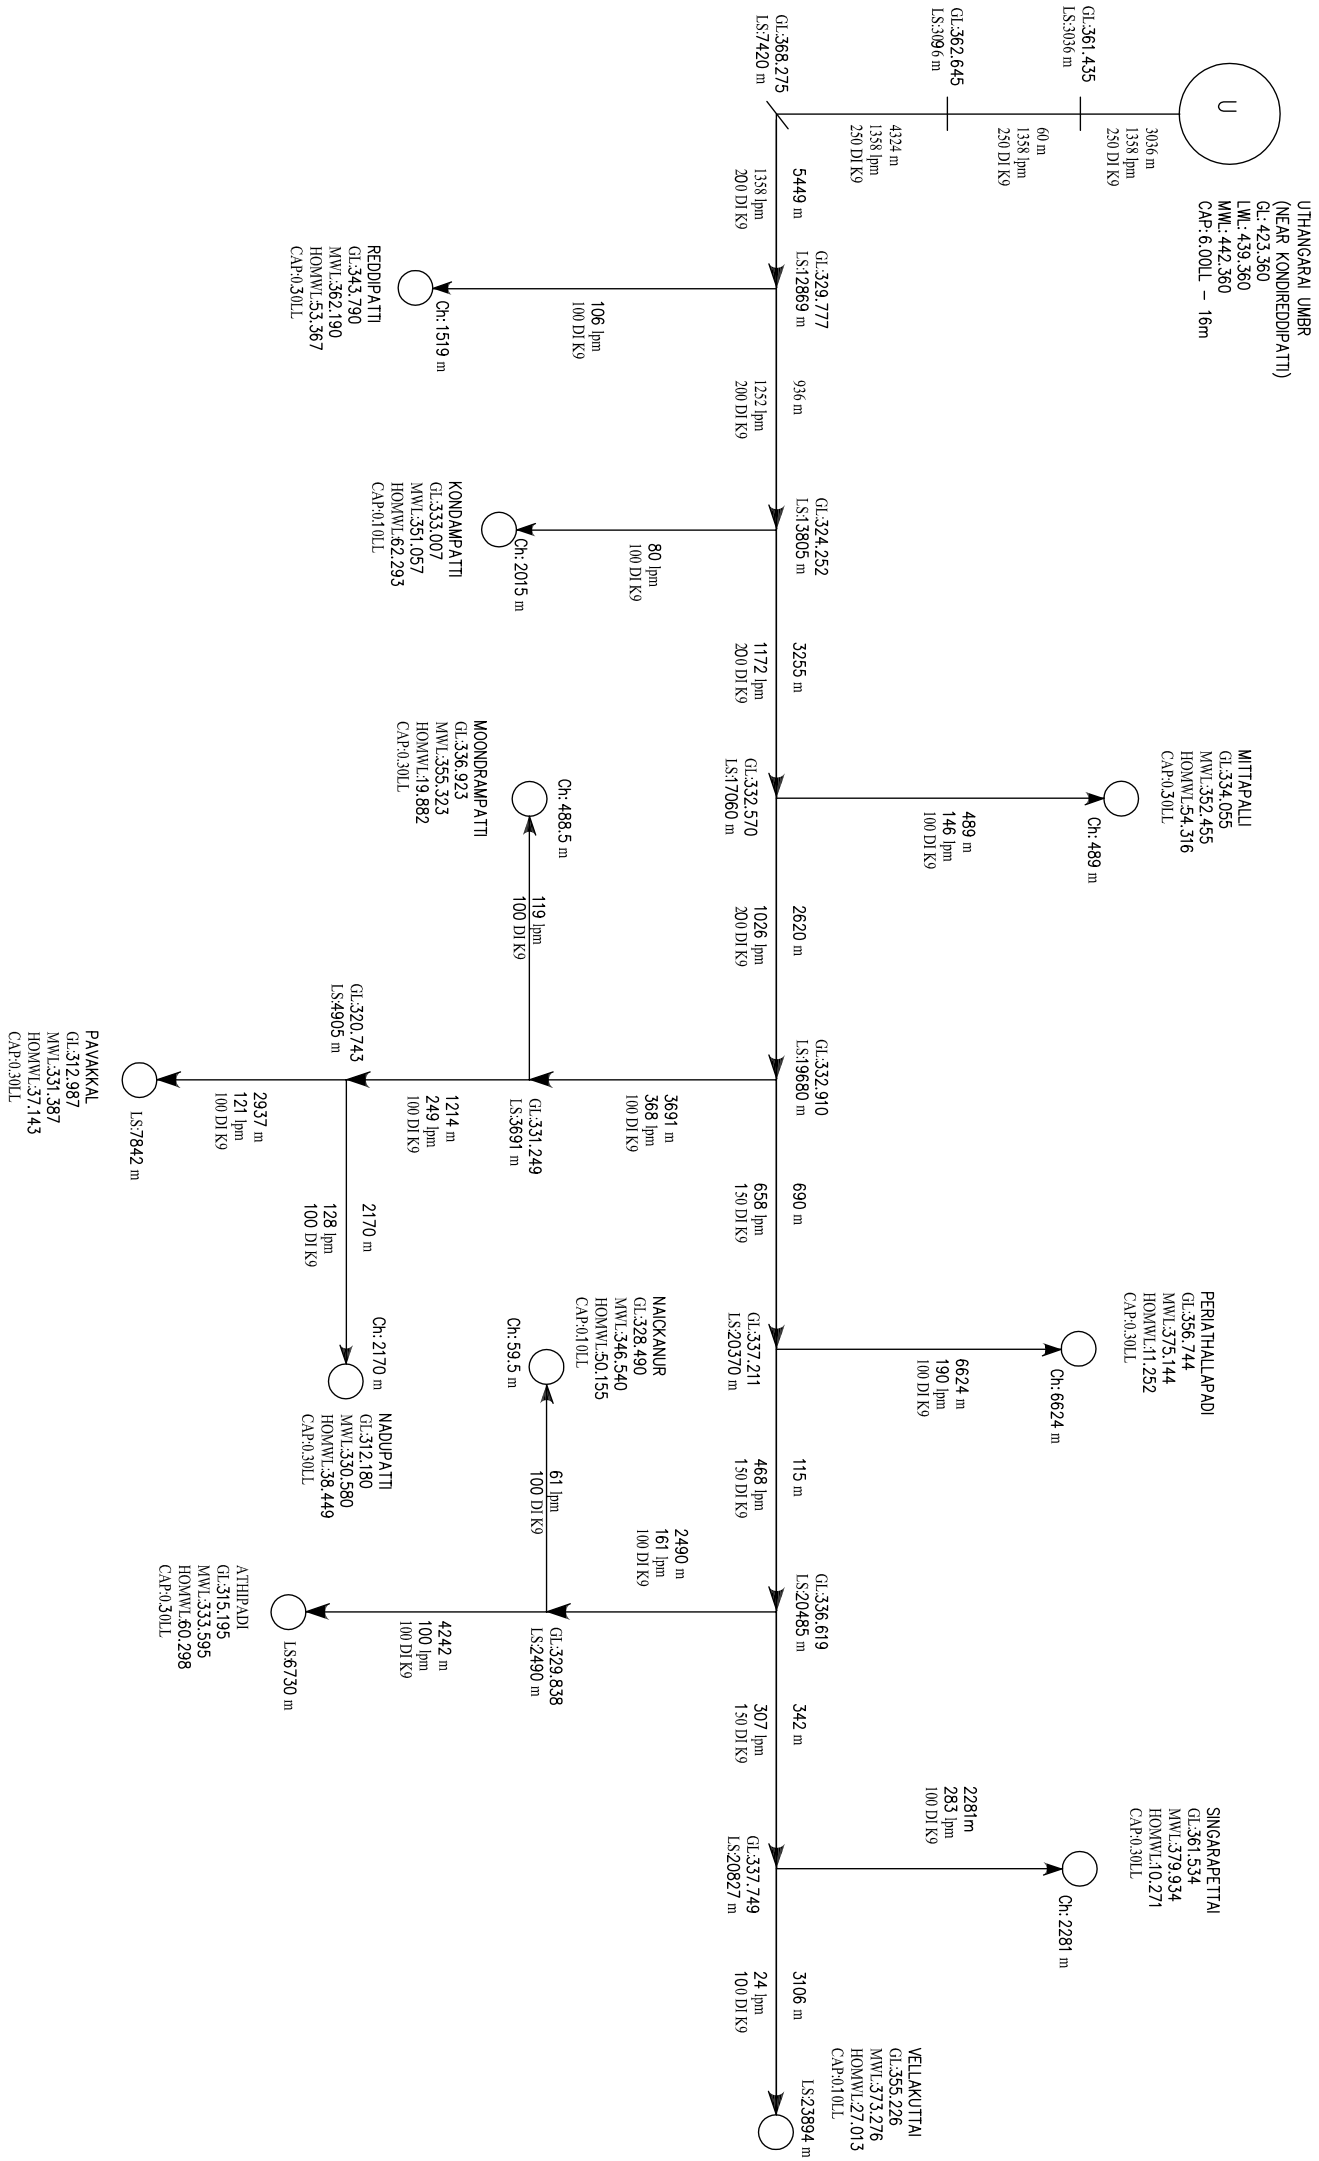 UTHANGARAI UMBR
(NEAR KONDIREDDIPATTI)
GL: 423.360
LWL: 439.360
MWL: 442.360
CAP: 6.00LL - 16m
U
3036 m
1358 lpm
250 DI K9
GL:361.435
LS:3036 m
60 m
1358 lpm
250 DI K9
GL:362.645
LS:3096 m
4324 m
1358 lpm
250 DI K9
GL:368.275
LS:7420 m
5449 m
1358 lpm
200 DI K9
GL:329.777
LS:12869 m
106 lpm
100 DI K9
Ch: 1519 m
REDDIPATTI
GL:343.790
MWL:362.190
HOMWL:53.367
CAP:0.30LL
936 m
1252 lpm
200 DI K9
GL:324.252
LS:13805 m
80 lpm
100 DI K9
Ch: 2015 m
KONDAMPATTI
GL:333.007
MWL:351.057
HOMWL:62.293
CAP:0.10LL
3255 m
1172 lpm
200 DI K9
GL:332.570
LS:17060 m
489 m
146 lpm
100 DI K9
Ch: 489 m
MITTAPALLI
GL:334.055
MWL:352.455
HOMWL:54.316
CAP:0.30LL
2620 m
1026 lpm
200 DI K9
GL:332.910
LS:19680 m
3691 m
368 lpm
100 DI K9
GL:331.249
LS:3691 m
119 lpm
100 DI K9
Ch: 488.5 m
MOONDRAMPATTI
GL:336.923
MWL:355.323
HOMWL:19.882
CAP:0.30LL
1214 m
249 lpm
100 DI K9
GL:320.743
LS:4905 m
2937 m
121 lpm
100 DI K9
LS:7842 m
PAVAKKAL
GL:312.987
MWL:331.387
HOMWL:37.143
CAP:0.30LL
2170 m
128 lpm
100 DI K9
Ch: 2170 m
NADUPATTI
GL:312.180
MWL:330.580
HOMWL:38.449
CAP:0.30LL
690 m
658 lpm
150 DI K9
GL:337.211
LS:20370 m
6624 m
190 lpm
100 DI K9
Ch: 6624 m
PERIATHALLAPADI
GL:356.744
MWL:375.144
HOMWL:11.252
CAP:0.30LL
115 m
468 lpm
150 DI K9
GL:336.619
LS:20485 m
2490 m
161 lpm
100 DI K9
GL:329.838
LS:2490 m
61 lpm
100 DI K9
Ch: 59.5 m
NAICKANUR
GL:328.490
MWL:346.540
HOMWL:50.155
CAP:0.10LL
4242 m
100 lpm
100 DI K9
LS:6730 m
ATHIPADI
GL:315.195
MWL:333.595
HOMWL:60.298
CAP:0.30LL
342 m
307 lpm
150 DI K9
GL:337.749
LS:20827 m
2281m
283 lpm
100 DI K9
Ch: 2281 m
SINGARAPETTAI
GL:361.534
MWL:379.934
HOMWL:10.271
CAP:0.30LL
3106 m
24 lpm
100 DI K9
LS:23894 m
VELLAKUTTAI
GL:355.226
MWL:373.276
HOMWL:27.013
CAP:0.10LL